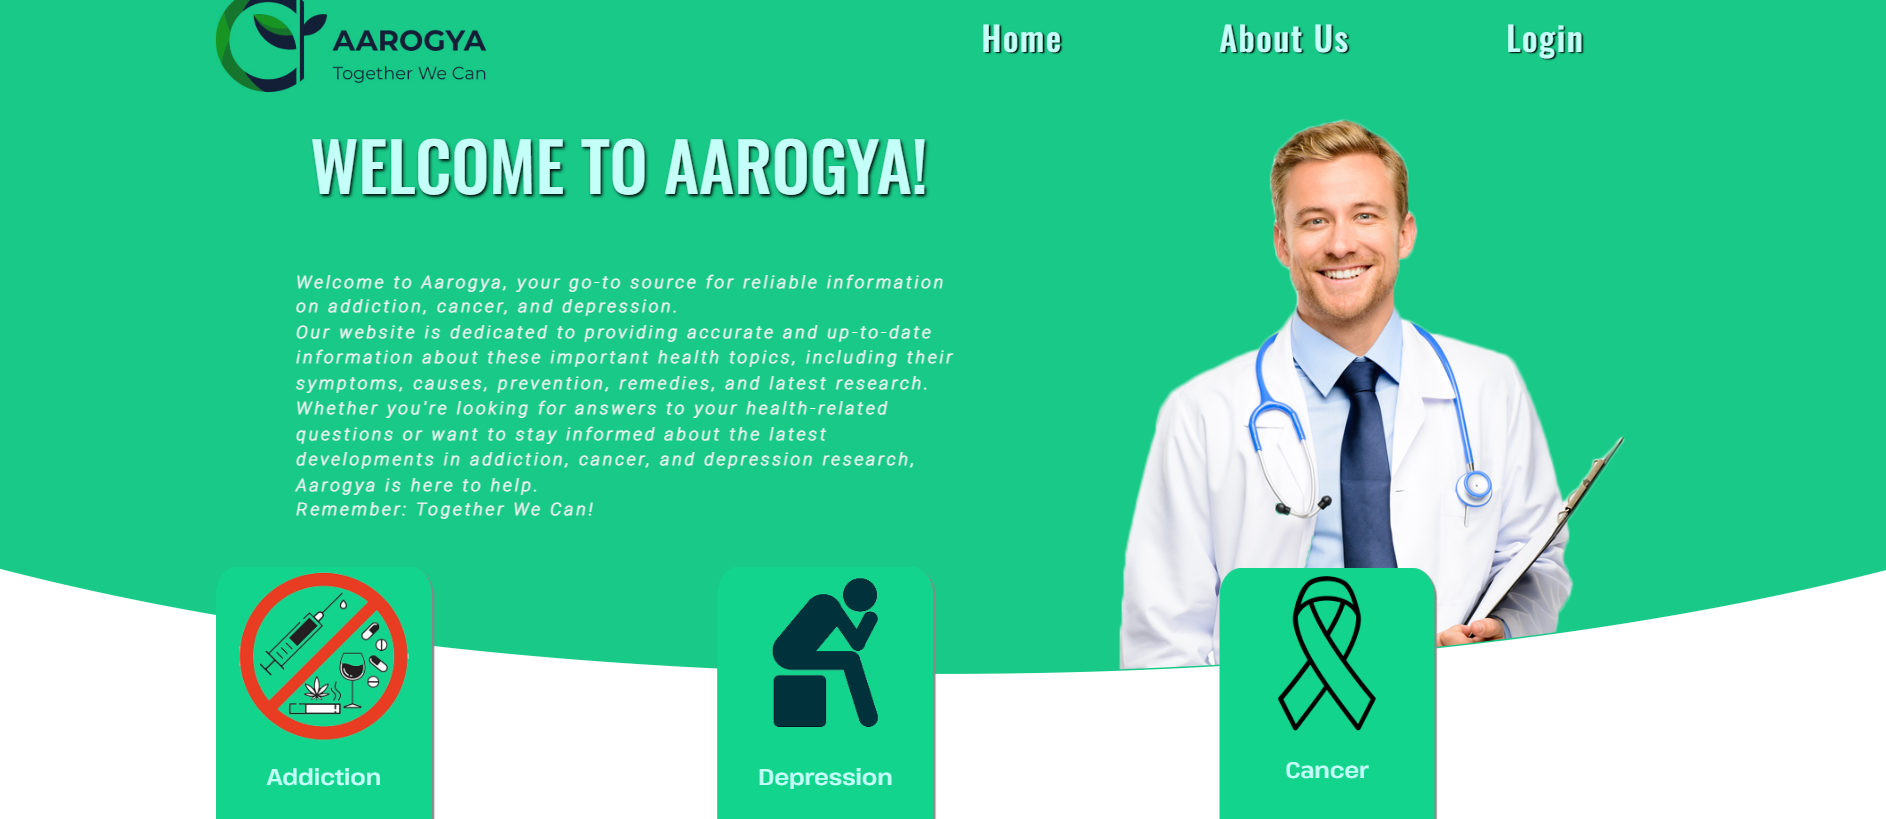 AAROGYA
Together We Can
Home
About Us
Login
WELCOME TO AAROGYA!
Welcome to Aarogya, your go-to source for reliable information
on addiction, cancer, and depression.
Our website is dedicated to providing accurate and up-to-date
information about these important health topics, including their
symptoms, causes, prevention, remedies, and latest research.
Whether you're looking for answers to your health-related
questions or want to stay informed about the latest
developments in addiction, cancer, and depression research,
Aarogya is here to help.
Remember: Together We Can!
Addiction
Depression
Cancer